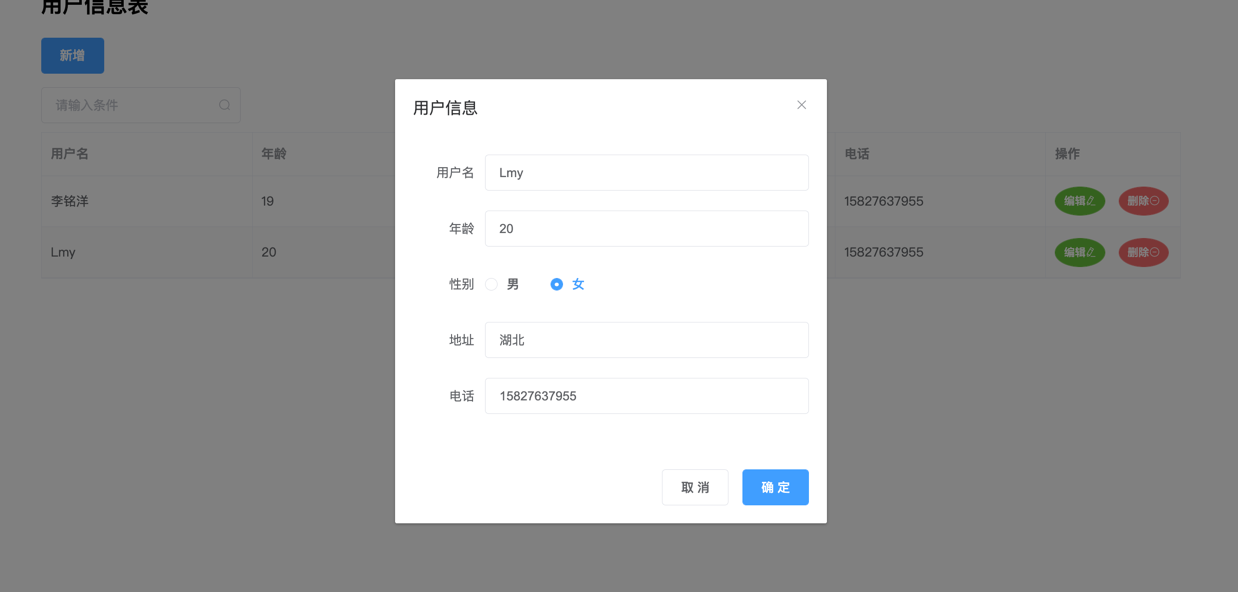 用户信息表
新增
请输入条件
用户名 年龄 电话 操作
李铭洋 19 15827637955 编辑 删除
Lmy 20 15827637955 编辑 删除
用户信息
用户名 Lmy
年龄 20
性别 男 女
地址 湖北
电话 15827637955
取 消 确 定